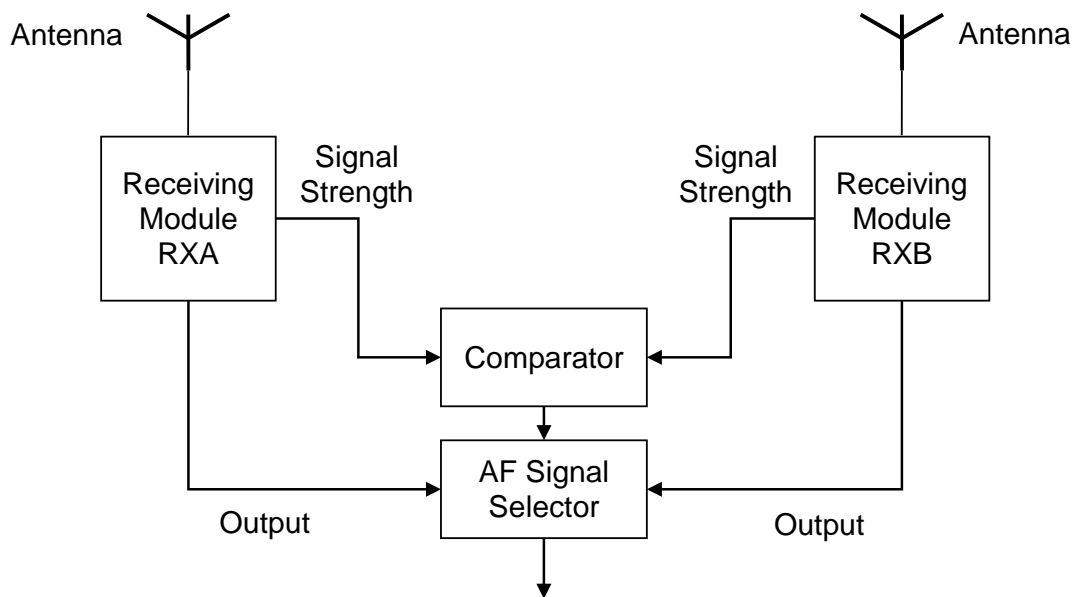 Antenna
Antenna
Receiving
Module
RXA
Signal
Strength
Signal
Strength
Receiving
Module
RXB
Comparator
AF Signal
Selector
Output
Output